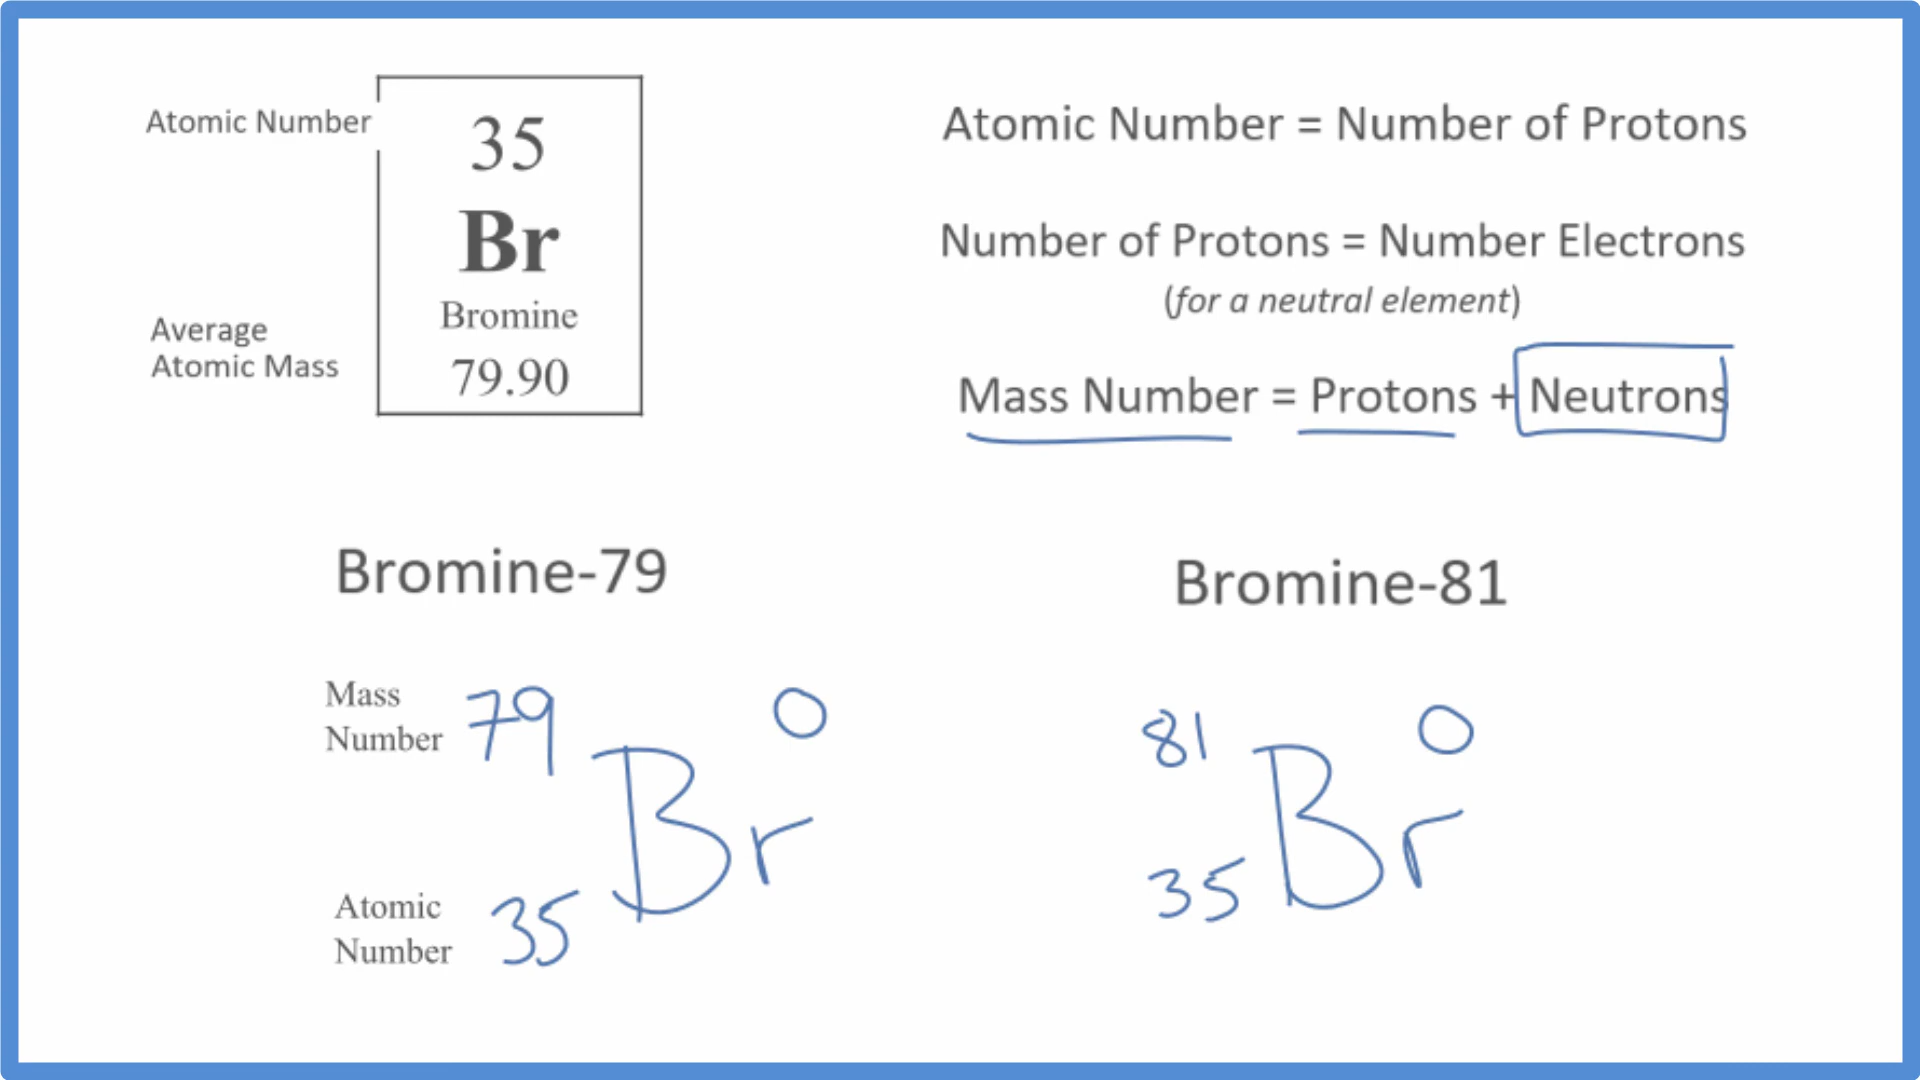 Atomic Number
35
Br
Bromine
Average
Atomic Mass
79.90
Atomic Number = Number of Protons
Number of Protons = Number Electrons
(for a neutral element)
Mass Number = Protons + Neutrons
Bromine-79
Mass
Number
79
0
Br
Atomic
Number
35
Bromine-81
81
0
Br
35